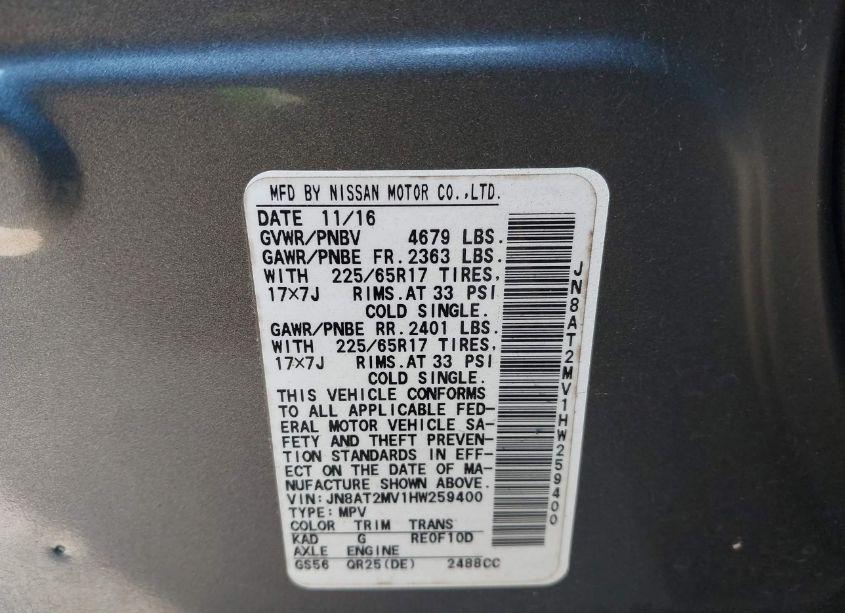 MFD BY NISSAN MOTOR CO.,LTD.
DATE 11/16
GVWR/PNBV 4679 LBS.
GAWR/PNBE FR. 2363 LBS.
WITH 225/65R17 TIRES,
17×7J RIMS.AT 33 PSI
COLD SINGLE.
GAWR/PNBE RR. 2401 LBS.
WITH 225/65R17 TIRES,
17×7J RIMS.AT 33 PSI
COLD SINGLE.
THIS VEHICLE CONFORMS
TO ALL APPLICABLE FED-
ERAL MOTOR VEHICLE SA-
FETY AND THEFT PREVEN-
TION STANDARDS IN EFF-
ECT ON THE DATE OF MA-
NUFACTURE SHOWN ABOVE.
VIN:JN8AT2MV1HW259400
TYPE:MPV
COLOR TRIM TRANS
KAD G RE0F10D
AXLE ENGINE
GS56 QR25(DE) 2488CC
JN8AT2MV1HW259400